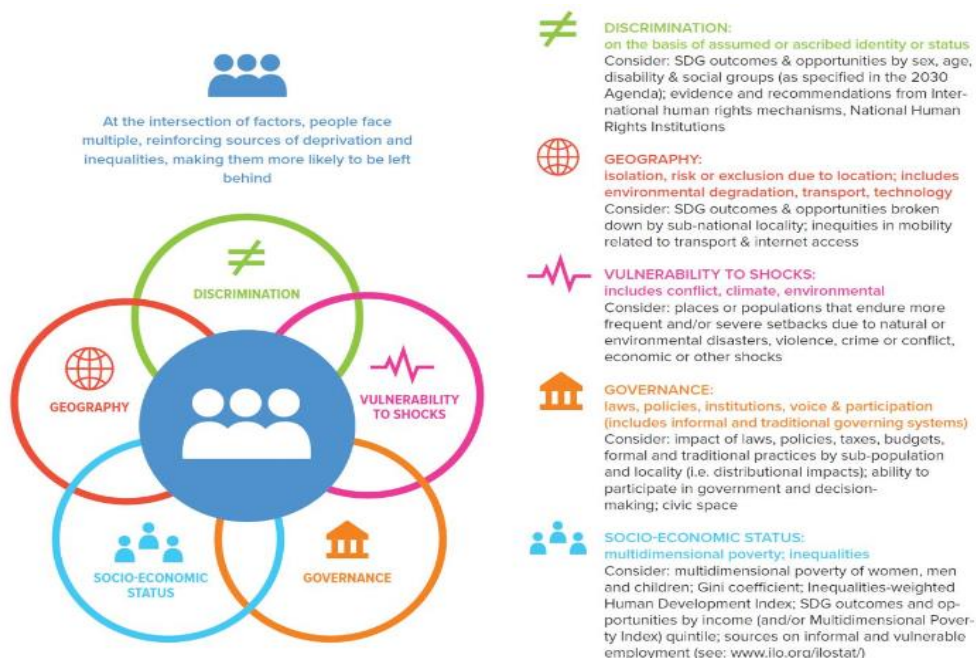 At the intersection of factors, people face
multiple, reinforcing sources of deprivation and
inequalities, making them more likely to be left
behind
DISCRIMINATION
GEOGRAPHY
VULNERABILITY
TO SHOCKS
SOCIO-ECONOMIC
STATUS
GOVERNANCE
DISCRIMINATION:
on the basis of assumed or ascribed identity or status
Consider: SDG outcomes & opportunities by sex, age,
disability & social groups (as specified in the 2030
Agenda); evidence and recommendations from Inter-
national human rights mechanisms, National Human
Rights Institutions
GEOGRAPHY:
isolation, risk or exclusion due to location; includes
environmental degradation, transport, technology
Consider: SDG outcomes & opportunities broken
down by sub-national locality; inequities in mobility
related to transport & internet access
VULNERABILITY TO SHOCKS:
includes conflict, climate, environmental
Consider: places or populations that endure more
frequent and/or severe setbacks due to natural or
environmental disasters, violence, crime or conflict,
economic or other shocks
GOVERNANCE:
laws, policies, institutions, voice & participation
(includes informal and traditional governing systems)
Consider: impact of laws, policies, taxes, budgets,
formal and traditional practices by sub-population
and locality (i.e. distributional impacts); ability to
participate in government and decision-
making; civic space
SOCIO-ECONOMIC STATUS:
multidimensional poverty; inequalities
Consider: multidimensional poverty of women, men
and children; Gini coefficient; Inequalities-weighted
Human Development Index; SDG outcomes and op-
portunities by income (and/or Multidimensional Pover-
ty Index) quintile; sources on informal and vulnerable
employment (see: www.ilo.org/ilostat/)